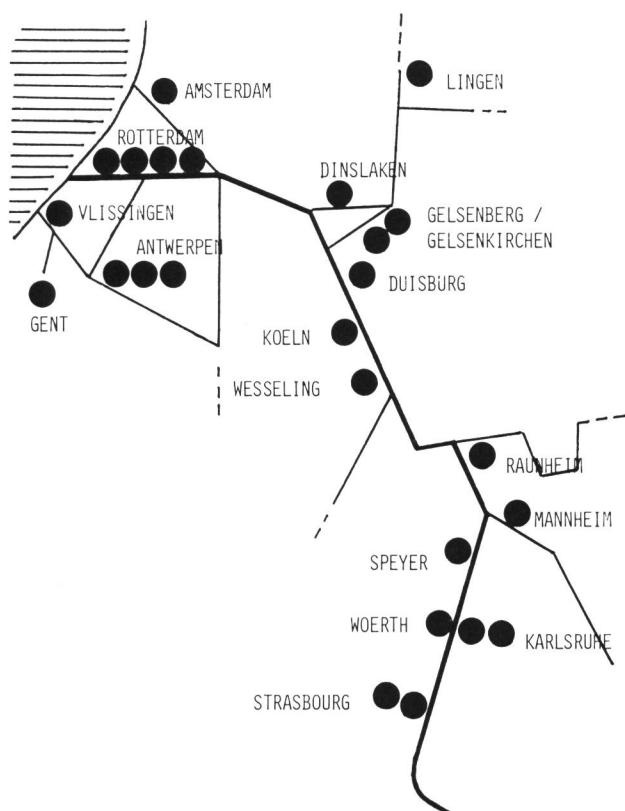 LINGEN
AMSTERDAM
ROTTERDAM
DINSLAKEN
VLISSINGEN
GELSENBERG /
GELSENKIRCHEN
ANTWERPEN
DUISBURG
GENT
KOELN
WESSELING
RAUNHEIM
MANNHEIM
SPEYER
WOERTH
KARLSRUHE
STRASBOURG